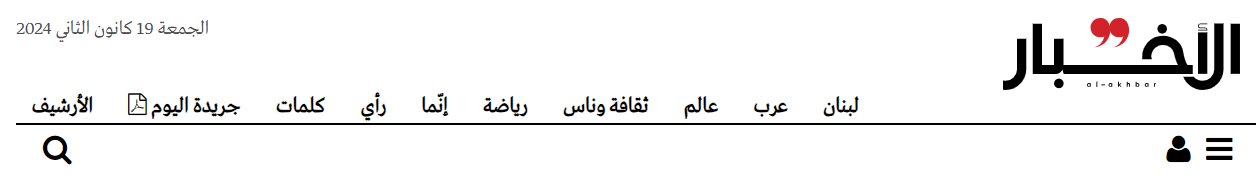 الجمعة 19 كانون الثاني 2024
الأخبار
al-akhbar
لبنان عرب عالم ثقافة وناس رياضة إنّما رأي كلمات جريدة اليوم الأرشيف